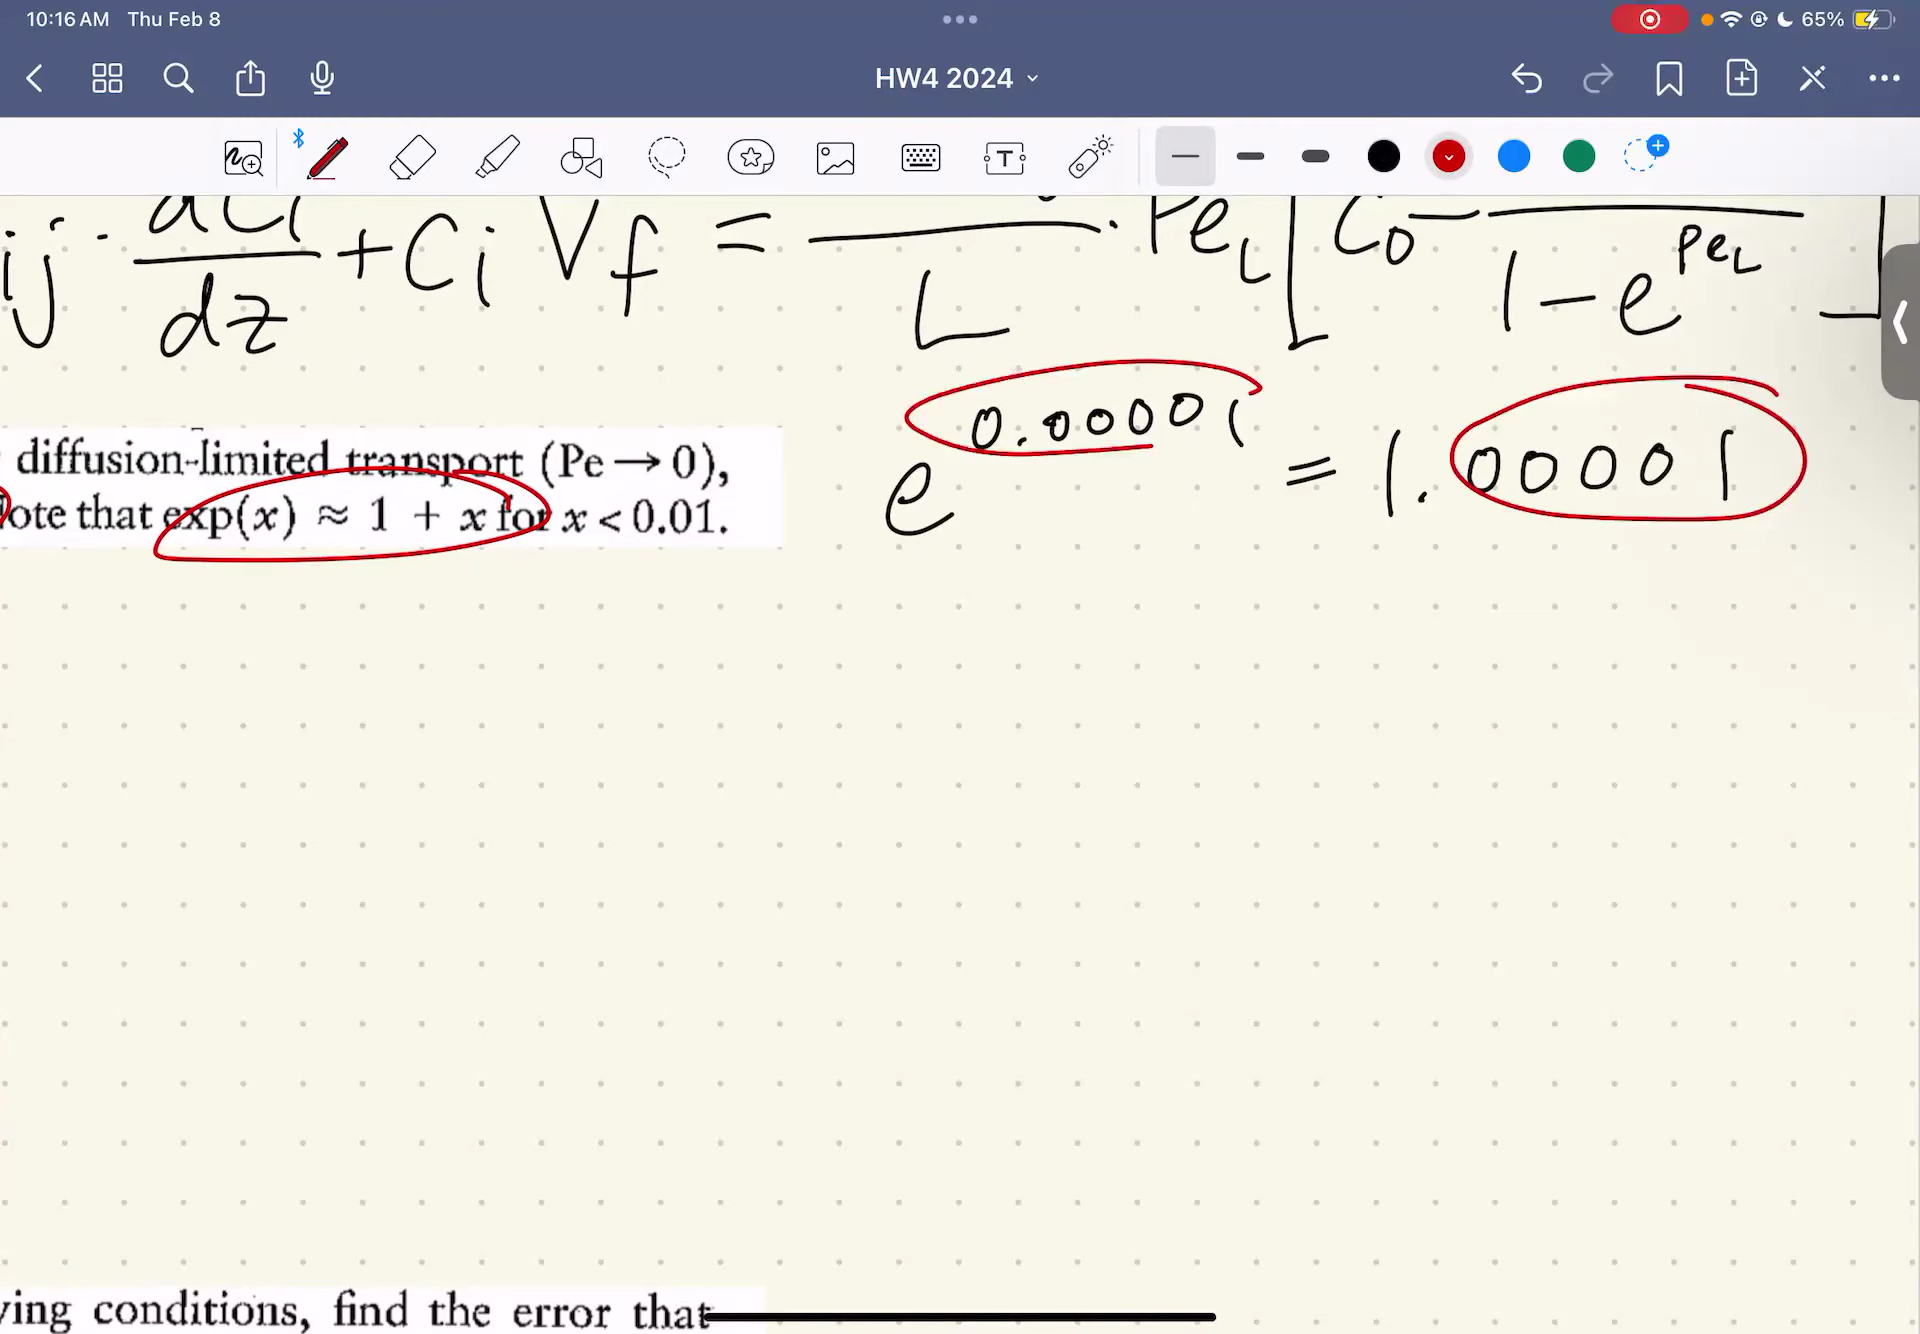 10:16 AM Thu Feb 8
65%
HW4 2024
ij · dCi/dz + Ci Vf = /L · PeL [ C0 - /1-e^PeL ]
e^0.00001 = 1.00001
diffusion-limited transport (Pe → 0),
ote that exp(x) ≈ 1 + x for x < 0.01.
ving conditions, find the error that